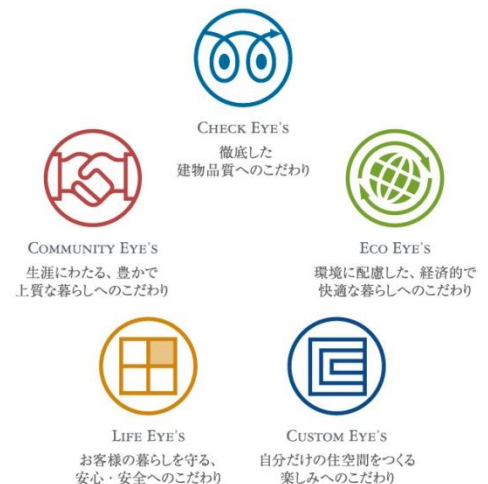 CHECK EYE'S
徹底した
建物品質へのこだわり
COMMUNITY EYE'S
生涯にわたる、豊かで
上質な暮らしへのこだわり
ECO EYE'S
環境に配慮した、経済的で
快適な暮らしへのこだわり
LIFE EYE'S
お客様の暮らしを守る、
安心・安全へのこだわり
CUSTOM EYE'S
自分だけの住空間をつくる
楽しみへのこだわり